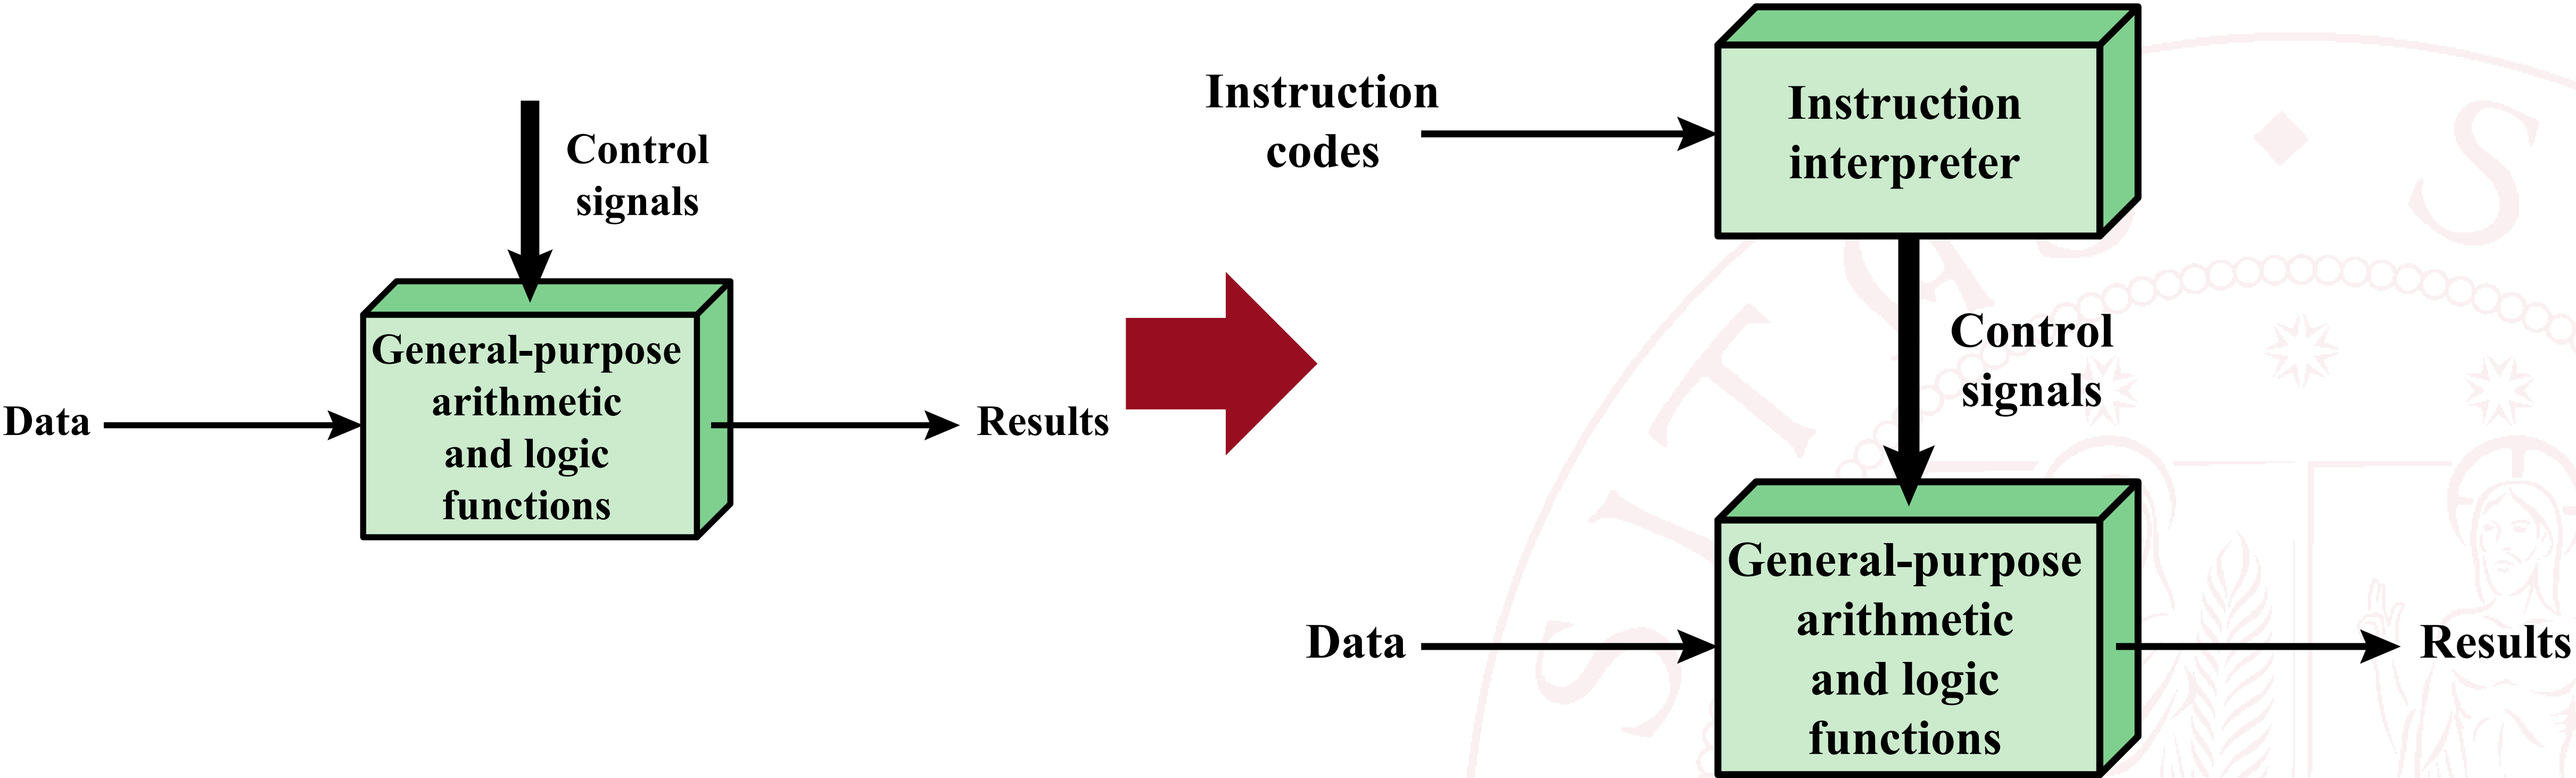 Control
signals
Data
General-purpose
arithmetic
and logic
functions
Results
Instruction
codes
Instruction
interpreter
Control
signals
Data
General-purpose
arithmetic
and logic
functions
Results